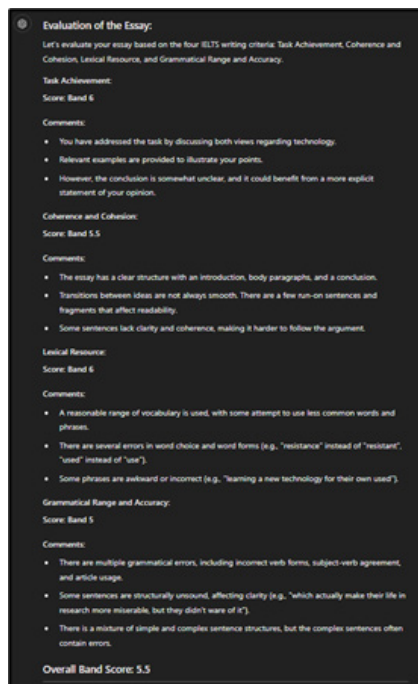 Evaluation of the Essay:
Let's evaluate your essay based on the four IELTS writing criteria: Task Achievement, Coherence and
Cohesion, Lexical Resource, and Grammatical Range and Accuracy.
Task Achievement:
Score: Band 6
Comments:
• You have addressed the task by discussing both views regarding technology.
• Relevant examples are provided to illustrate your points.
• However, the conclusion is somewhat unclear, and it could benefit from a more explicit
statement of your opinion.
Coherence and Cohesion:
Score: Band 5.5
Comments:
• The essay has a clear structure with an introduction, body paragraphs, and a conclusion.
• Transitions between ideas are not always smooth. There are a few run-on sentences and
fragments that affect readability.
• Some sentences lack clarity and coherence, making it harder to follow the argument.
Lexical Resource:
Score: Band 6
Comments:
• A reasonable range of vocabulary is used, with some attempt to use less common words and
phrases.
• There are several errors in word choice and word forms (e.g., "resistance" instead of "resistant",
"used" instead of "use").
• Some phrases are awkward or incorrect (e.g., "learning a new technology for their own used").
Grammatical Range and Accuracy:
Score: Band 5
Comments:
• There are multiple grammatical errors, including incorrect verb forms, subject-verb agreement,
and article usage.
• Some sentences are structurally unsound, affecting clarity (e.g., "which actually make their life in
research more miserable, but they didn't ware of it").
• There is a mixture of simple and complex sentence structures, but the complex sentences often
contain errors.
Overall Band Score: 5.5